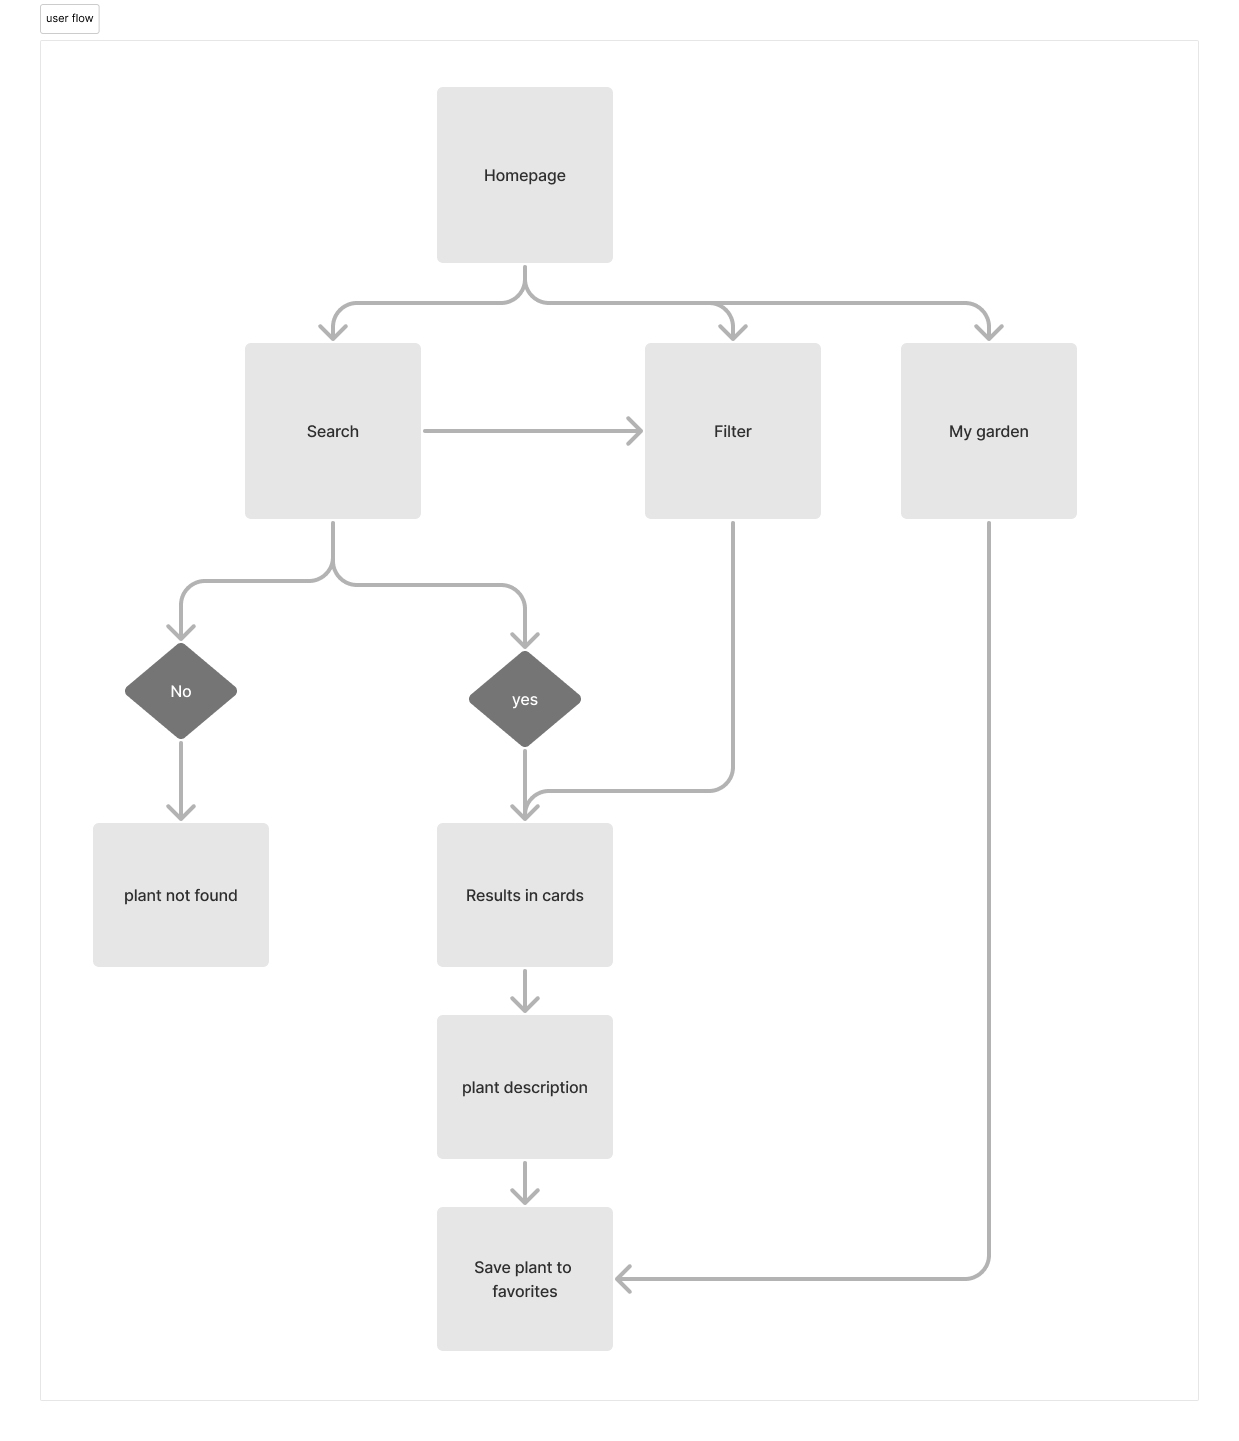 user flow
Homepage
Search
Filter
My garden
No
yes
plant not found
Results in cards
plant description
Save plant to
favorites